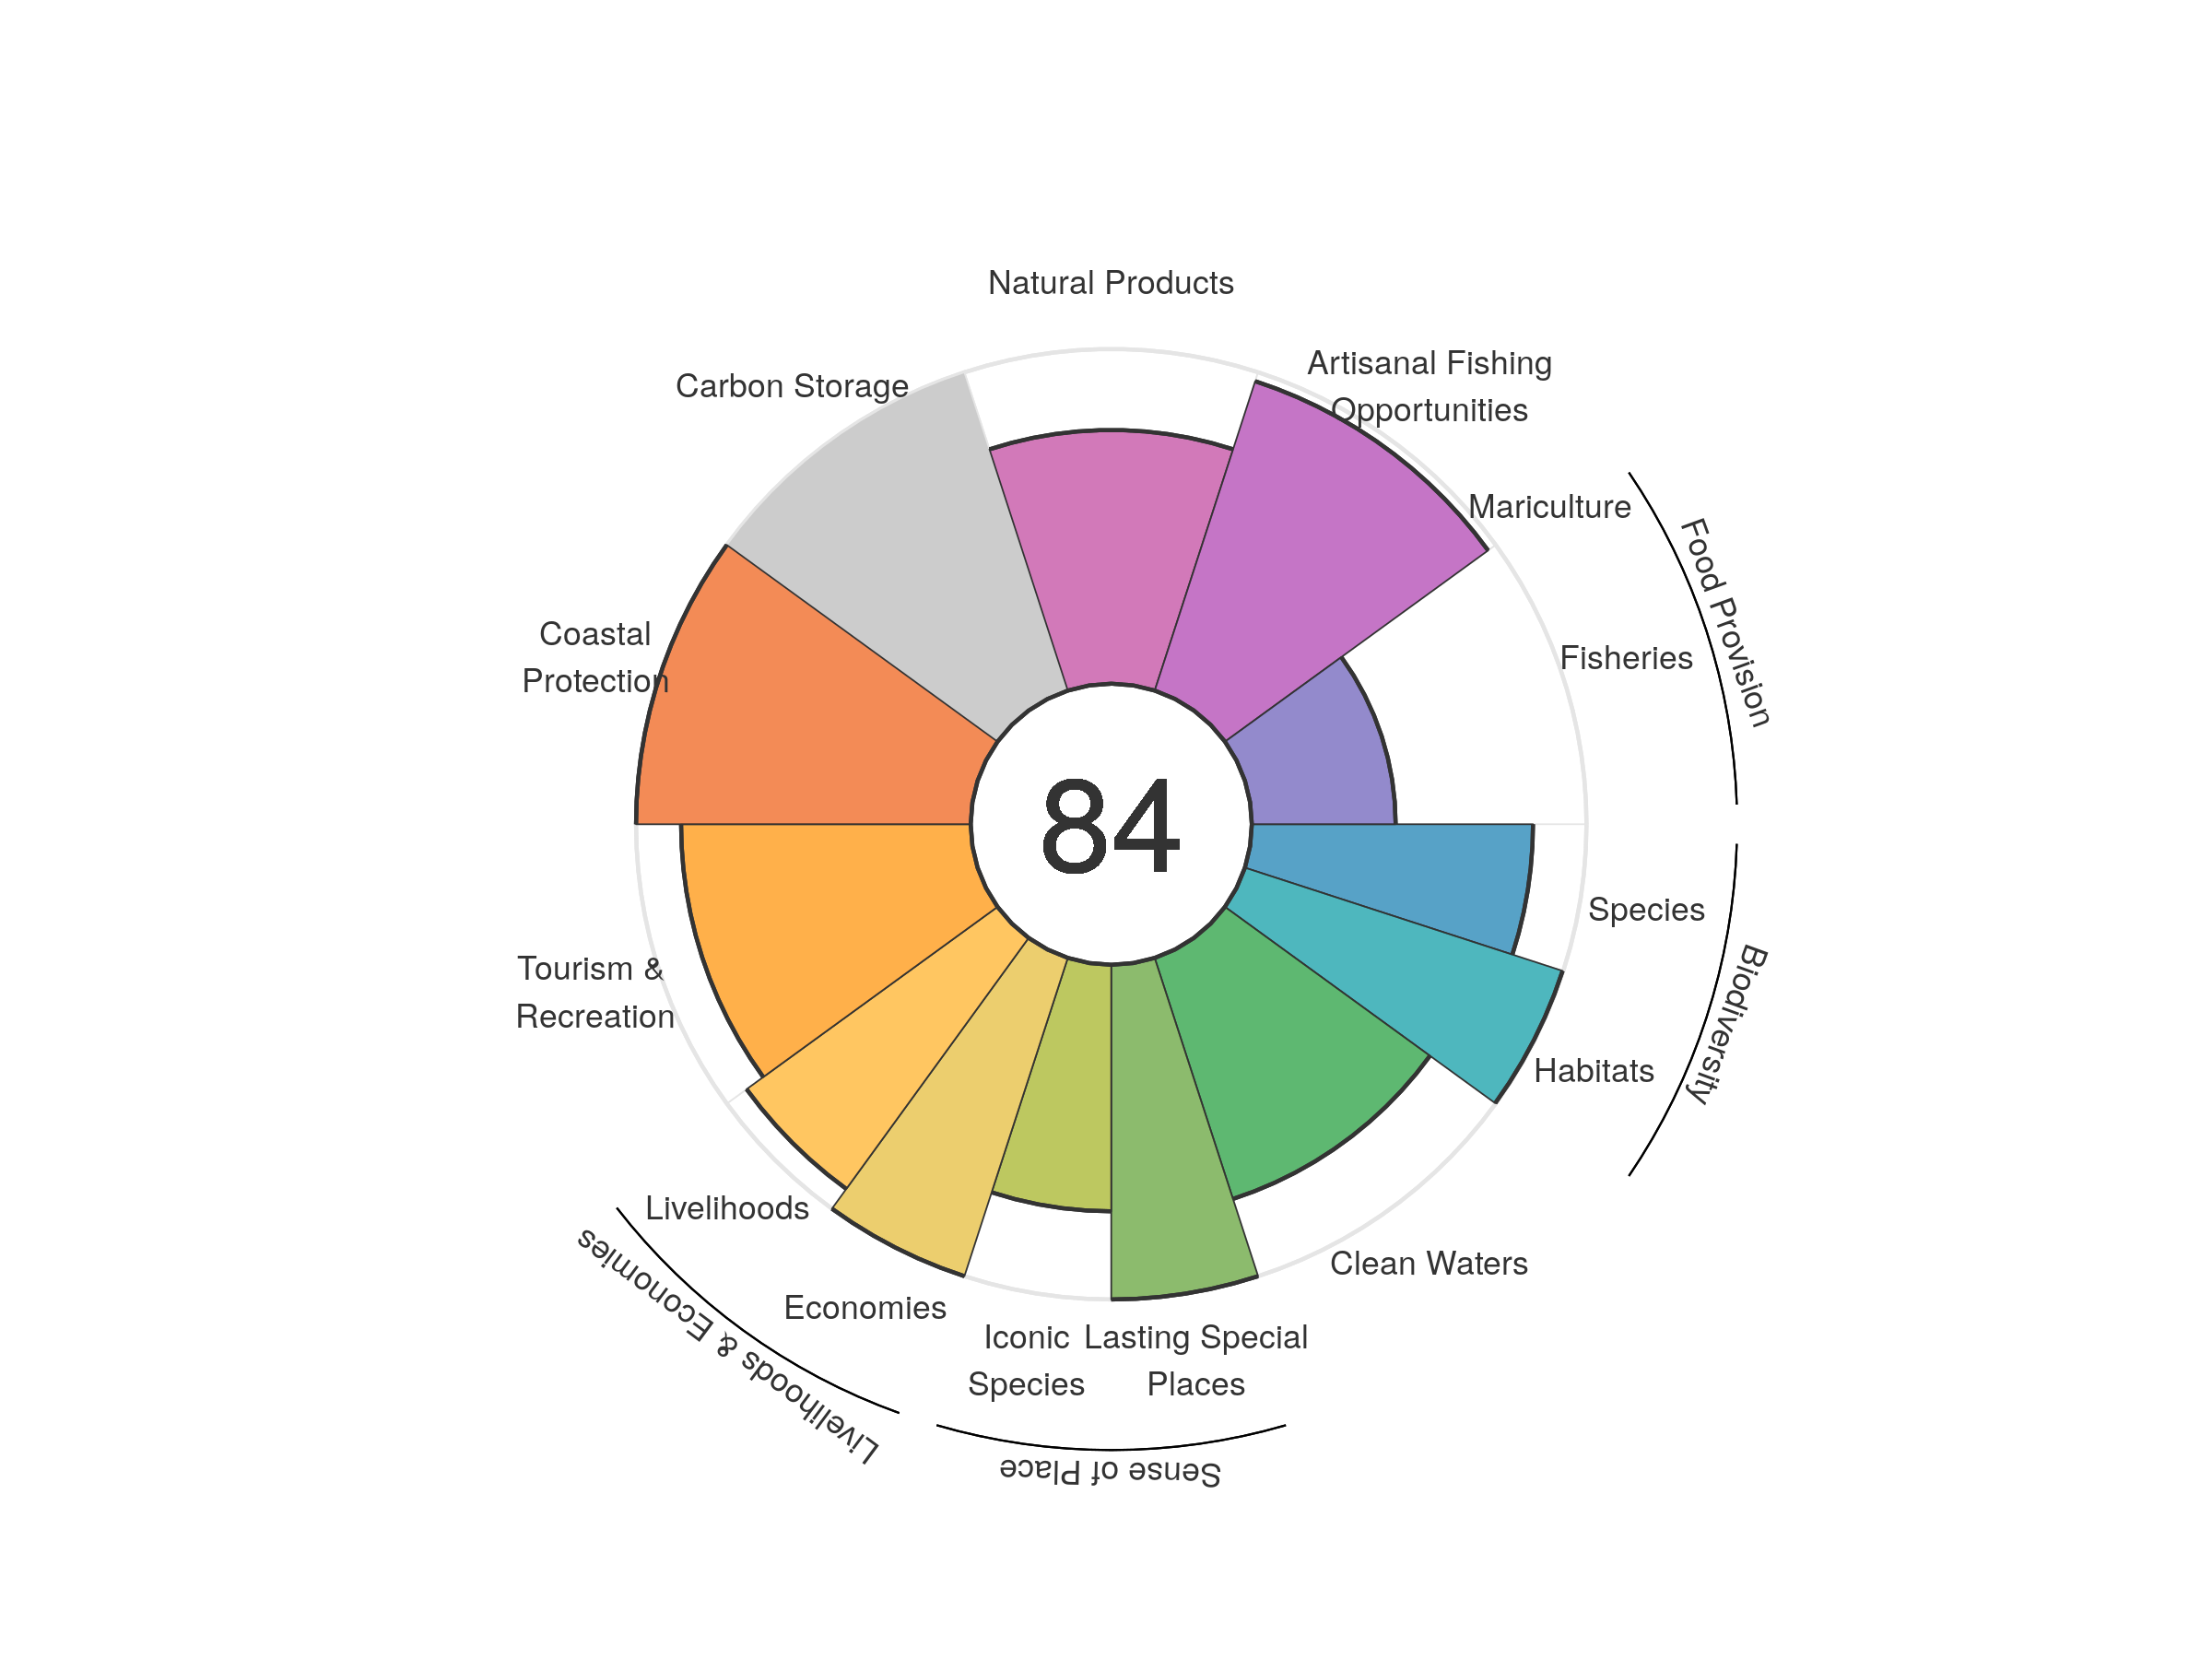 Natural Products
Artisanal Fishing
Opportunities
Carbon Storage
Mariculture
Food Provision
Coastal
Protection
Fisheries
84
Species
Biodiversity
Tourism &
Recreation
Habitats
Livelihoods
Livelihoods & Economies
Clean Waters
Economies
Iconic
Species
Lasting Special
Places
Sense of Place